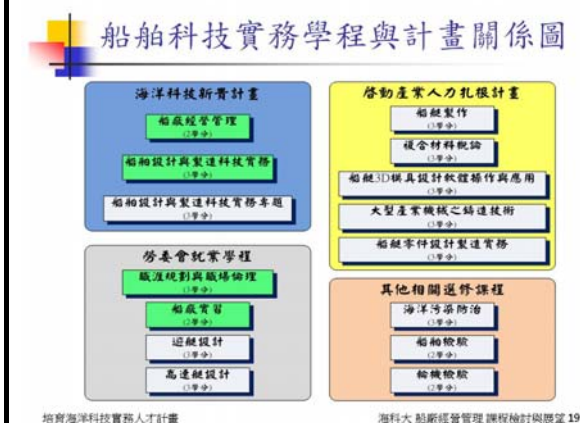 船舶科技實務學程與計畫關係圖
海洋科技新骨計畫
船廠經營管理
(2學分)
船舶設計與製造科技實務
(3學分)
船舶設計與製造科技實務專題
(3學分)
勞委會就業學程
職涯規劃與職場倫理
(3學分)
船廠實習
(2學分)
遊艇設計
(3學分)
高速艇設計
(3學分)
啓動產業人力扎根計畫
船艇製作
(3學分)
複合材料概論
(3學分)
船艇3D模具設計軟體操作與應用
(3學分)
大型產業機械之鑄造技術
(3學分)
船艇零件設計製造實務
(3學分)
其他相關選修課程
海洋污染防治
(3學分)
船舶檢驗
(2學分)
輪機檢驗
(2學分)
培育海洋科技實務人才計畫
海科大 船廠經營管理 課程檢討與展望 19